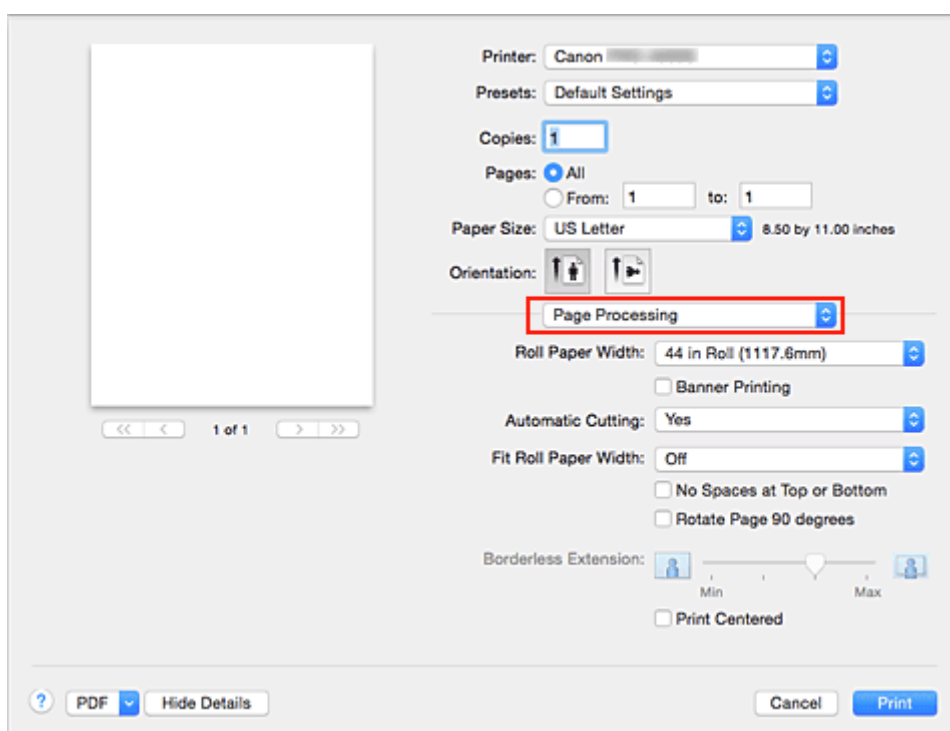 Printer: Canon
Presets: Default Settings
Copies: 1
Pages: All
From: 1 to: 1
Paper Size: US Letter 8.50 by 11.00 inches
Orientation:
Page Processing
Roll Paper Width: 44 in Roll (1117.6mm)
Banner Printing
1 of 1
Automatic Cutting: Yes
Fit Roll Paper Width: Off
No Spaces at Top or Bottom
Rotate Page 90 degrees
Borderless Extension:
Min Max
Print Centered
? PDF Hide Details Cancel Print